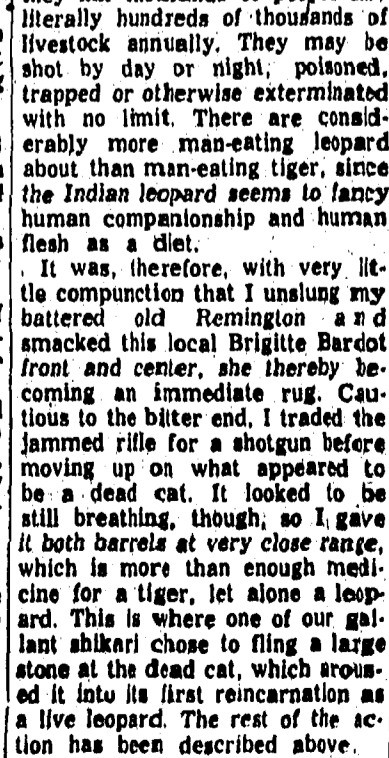 literally hundreds of thousands of
livestock annually. They may be
shot by day or night, poisoned,
trapped or otherwise exterminated
with no limit. There are consid-
erably more man-eating leopard
about than man-eating tiger, since
the Indian leopard seems to fancy
human companionship and human
flesh as a diet.
It was, therefore, with very lit-
tle compunction that I unslung my
battered old Remington and
smacked this local Brigitte Bardot
front and center, she thereby be-
coming an immediate rug. Cau-
tious to the bitter end, I traded the
jammed rifle for a shotgun before
moving up on what appeared to
be a dead cat. It looked to be
still breathing, though, so I gave
it both barrels at very close range,
which is more than enough medi-
cine for a tiger, let alone a leop-
ard. This is where one of our gal-
lant shikari chose to fling a large
stone at the dead cat, which arous-
ed it into its first reincarnation as
a live leopard. The rest of the ac-
tion has been described above.